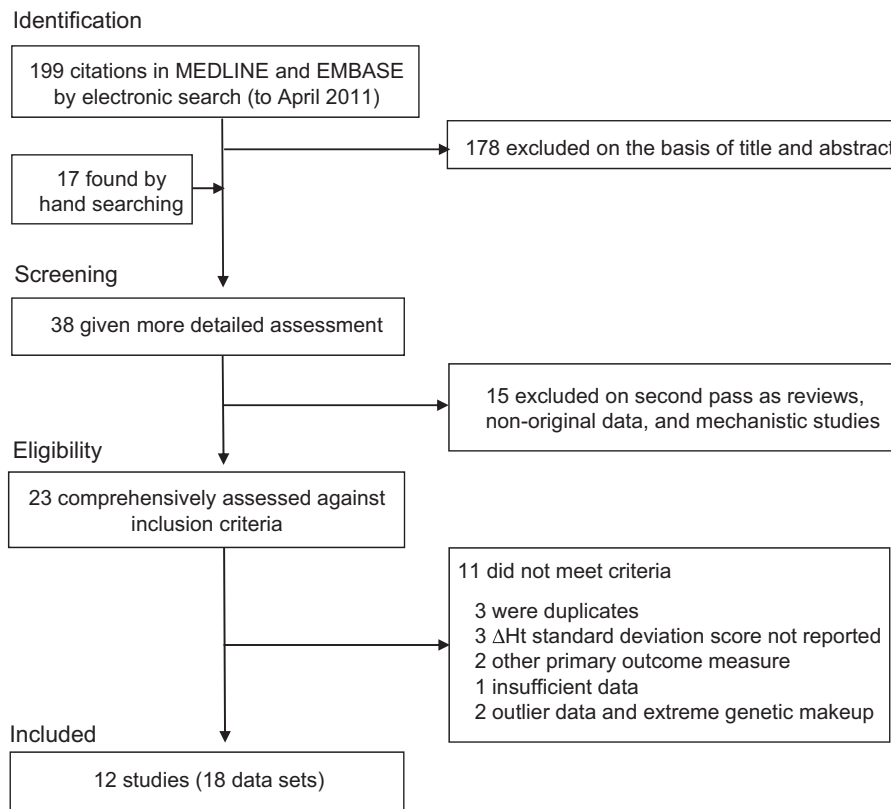 Identification
199 citations in MEDLINE and EMBASE
by electronic search (to April 2011)
178 excluded on the basis of title and abstract
17 found by
hand searching
Screening
38 given more detailed assessment
15 excluded on second pass as reviews,
non-original data, and mechanistic studies
Eligibility
23 comprehensively assessed against
inclusion criteria
11 did not meet criteria
3 were duplicates
3 ΔHt standard deviation score not reported
2 other primary outcome measure
1 insufficient data
2 outlier data and extreme genetic makeup
Included
12 studies (18 data sets)